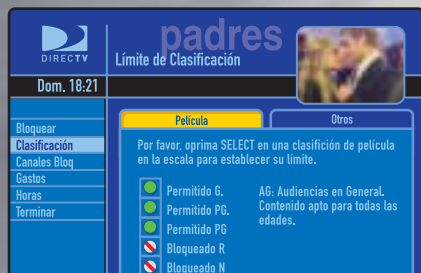 padres
DIRECTV
Límite de Clasificación
Dom. 18:21
Película
Otros
Bloquear
Clasificación
Canales Bloq
Gastos
Horas
Terminar
Por favor, oprima SELECT en una clasifición de película
en la escala para establecer su límite.
Permitido G.
Permitido PG.
Permitido PG
Bloqueado R
Bloqueado N
AG: Audiencias en General.
Contenido apto para todas las
edades.